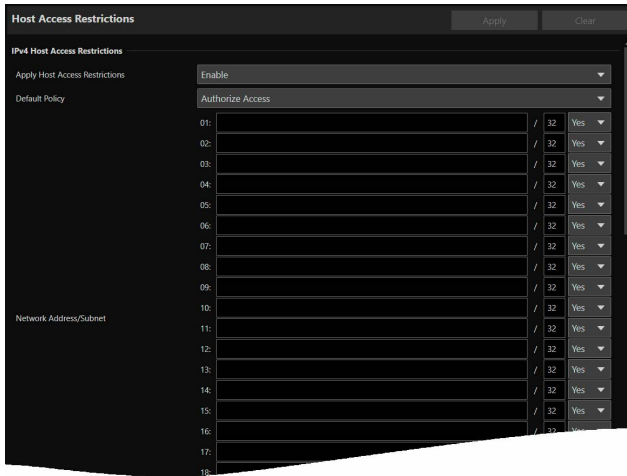 Host Access Restrictions Apply Clear
IPv4 Host Access Restrictions
Apply Host Access Restrictions Enable
Default Policy Authorize Access
01: / 32 Yes
02: / 32 Yes
03: / 32 Yes
04: / 32 Yes
05: / 32 Yes
06: / 32 Yes
07: / 32 Yes
08: / 32 Yes
09: / 32 Yes
10: / 32 Yes
Network Address/Subnet
11: / 32 Yes
12: / 32 Yes
13: / 32 Yes
14: / 32 Yes
15: / 32 Yes
16: / 32 Yes
17:
18: